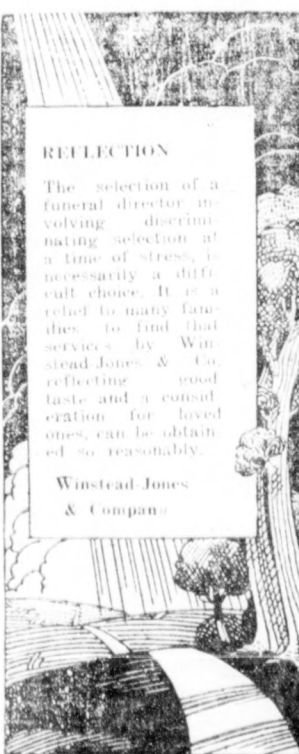 REFLECTION
The selection of a
funeral director in-
volving discrimi-
nating selection at
a time of stress, is
necessarily a diffi-
cult choice. It is a
relief to many fami-
lies to find that
services by Win-
stead-Jones & Co.
reflecting good
taste and a consid-
eration for loved
ones, can be obtain-
ed so reasonably.
Winstead-Jones
& Company